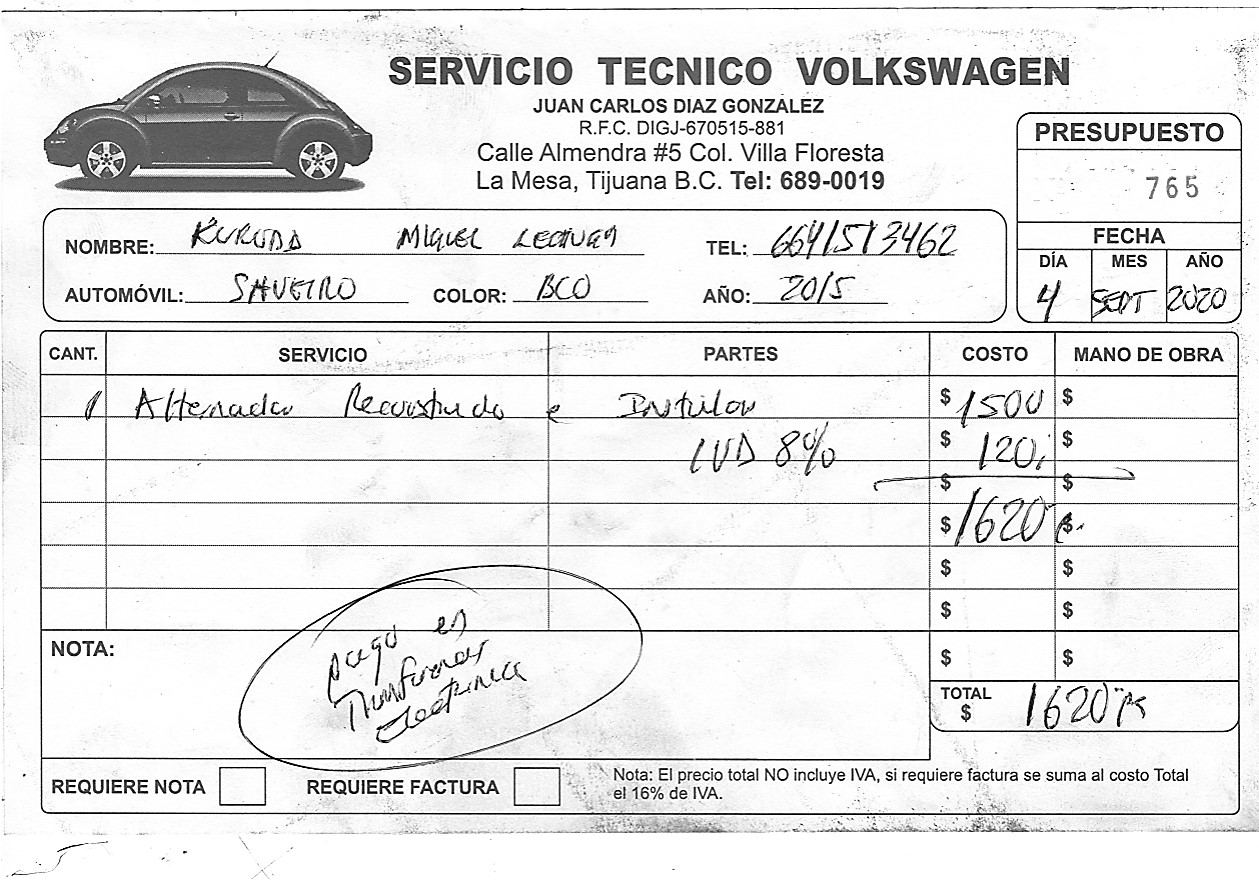 SERVICIO TECNICO VOLKSWAGEN
JUAN CARLOS DIAZ GONZALEZ
R.F.C. DIGJ-670515-881
Calle Almendra #5 Col. Villa Floresta
La Mesa, Tijuana B.C. Tel: 689-0019
PRESUPUESTO
765
FECHA
DÍA MES AÑO
4 SEPT 2020
NOMBRE: KURODA MIGUEL TEL: 6641513462
AUTOMÓVIL: SAVEIRO COLOR: BCO AÑO: 2015
CANT. SERVICIO PARTES COSTO MANO DE OBRA
1 Alternador e $ 1500 $
IVA 8% $ 120 $
$ $
$ 1620 $
$ $
$ $
NOTA: $ $
pago en
Electronica
TOTAL
$ 1620
REQUIERE NOTA REQUIERE FACTURA
Nota: El precio total NO incluye IVA, si requiere factura se suma al costo Total
el 16% de IVA.